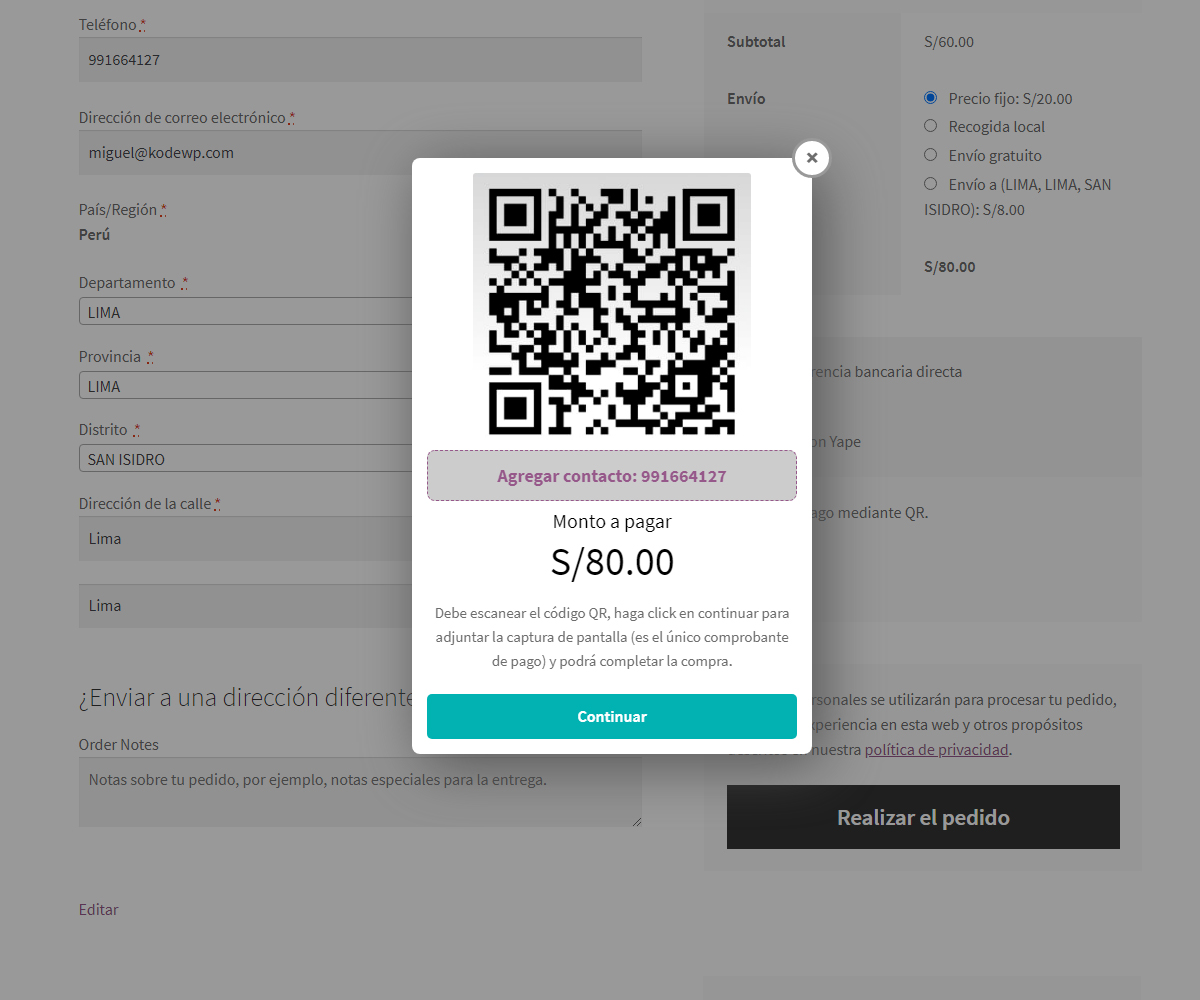 Teléfono *
991664127
Dirección de correo electrónico *
miguel@kodewp.com
País/Región *
Perú
Departamento *
LIMA
Provincia *
LIMA
Distrito *
SAN ISIDRO
Dirección de la calle *
Lima
Lima
¿Enviar a una dirección diferente
Order Notes
Notas sobre tu pedido, por ejemplo, notas especiales para la entrega.
Editar
Subtotal
S/60.00
Envío
Precio fijo: S/20.00
Recogida local
Envío gratuito
Envío a (LIMA, LIMA, SAN
ISIDRO): S/8.00
S/80.00
rencia bancaria directa
on Yape
ago mediante QR.
×
Agregar contacto: 991664127
Monto a pagar
S/80.00
Debe escanear el código QR, haga click en continuar para
adjuntar la captura de pantalla (es el único comprobante
de pago) y podrá completar la compra.
Continuar
rsonales se utilizarán para procesar tu pedido,
xperiencia en esta web y otros propósitos
nuestra política de privacidad.
Realizar el pedido